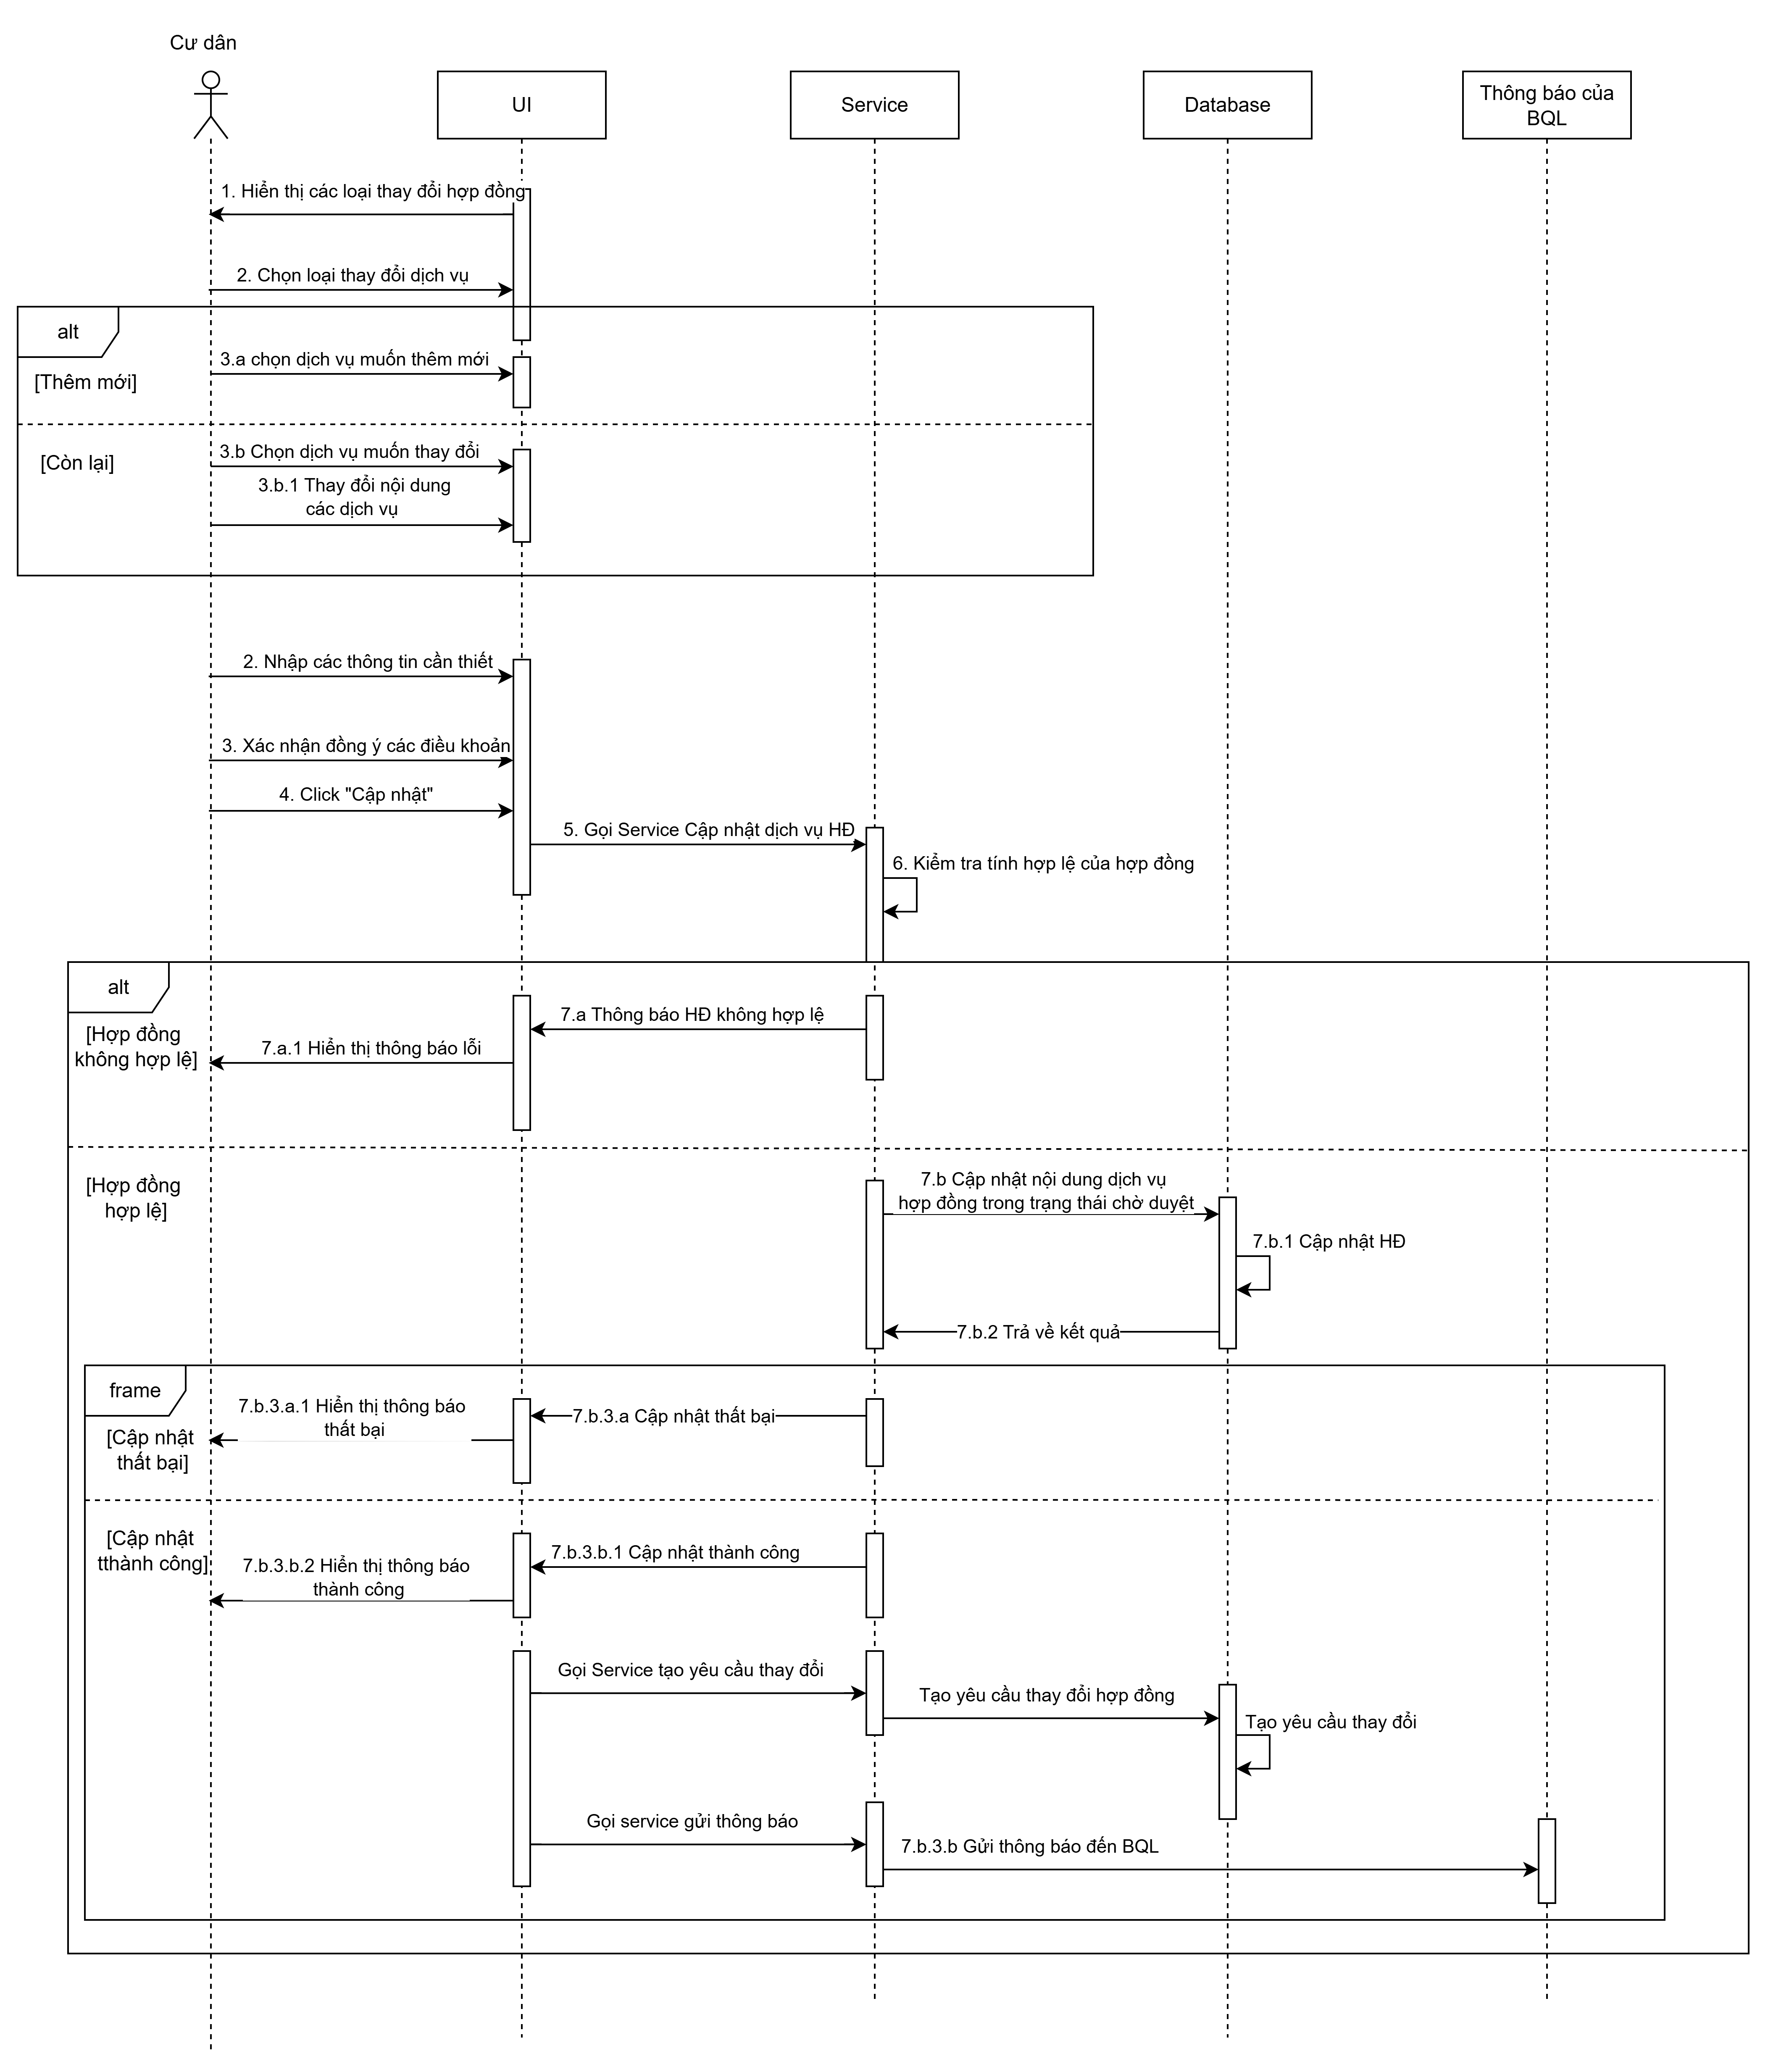 Cư dân
UI
Service
Database
Thông báo của
BQL
1. Hiển thị các loại thay đổi hợp đồng
2. Chọn loại thay đổi dịch vụ
alt
3.a chọn dịch vụ muốn thêm mới
[Thêm mới]
3.b Chọn dịch vụ muốn thay đổi
[Còn lại]
3.b.1 Thay đổi nội dung
các dịch vụ
2. Nhập các thông tin cần thiết
3. Xác nhận đồng ý các điều khoản
4. Click "Cập nhật"
5. Gọi Service Cập nhật dịch vụ HĐ
6. Kiểm tra tính hợp lệ của hợp đồng
alt
7.a Thông báo HĐ không hợp lệ
[Hợp đồng
không hợp lệ]
7.a.1 Hiển thị thông báo lỗi
[Hợp đồng
hợp lệ]
7.b Cập nhật nội dung dịch vụ
hợp đồng trong trạng thái chờ duyệt
7.b.1 Cập nhật HĐ
7.b.2 Trả về kết quả
frame
7.b.3.a.1 Hiển thị thông báo
thất bại
7.b.3.a Cập nhật thất bại
[Cập nhật
thất bại]
[Cập nhật
tthành công]
7.b.3.b.1 Cập nhật thành công
7.b.3.b.2 Hiển thị thông báo
thành công
Gọi Service tạo yêu cầu thay đổi
Tạo yêu cầu thay đổi hợp đồng
Tạo yêu cầu thay đổi
Gọi service gửi thông báo
7.b.3.b Gửi thông báo đến BQL